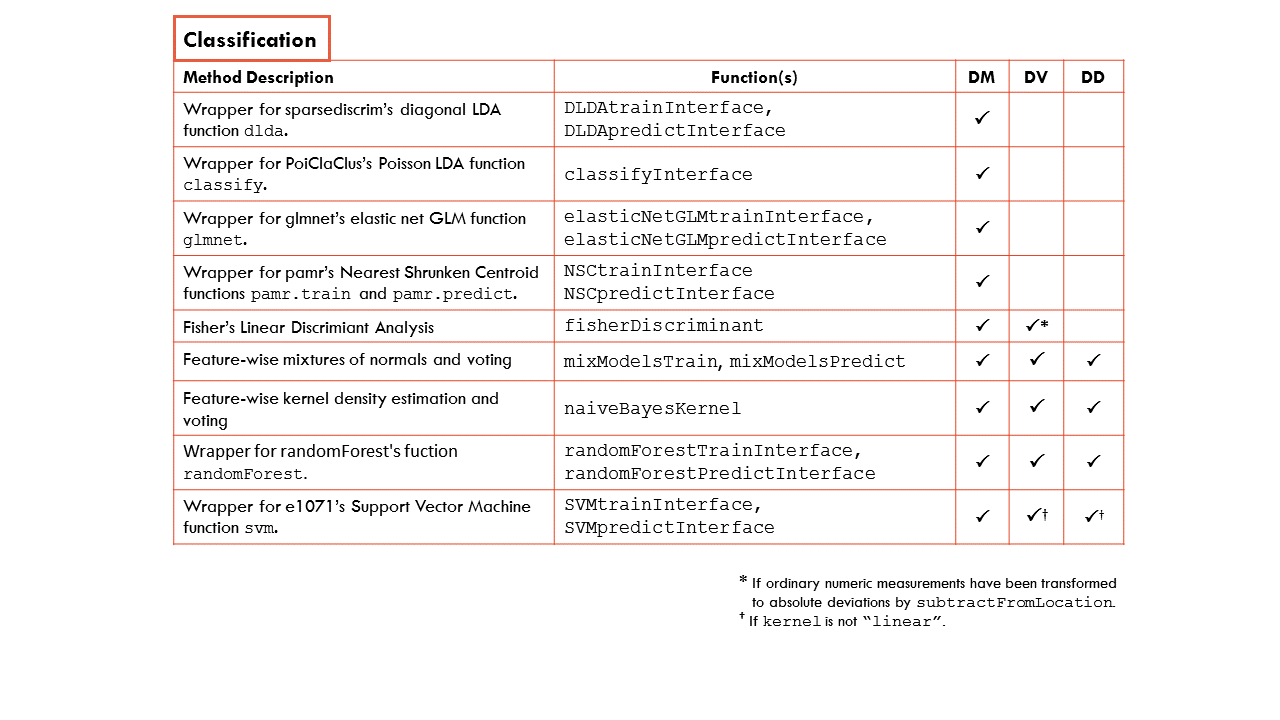 Classification
Method Description Function(s) DM DV DD
Wrapper for sparsediscrim’s diagonal LDA
function dlda.
DLDAtrainInterface,
DLDApredictInterface
✓
Wrapper for PoiClaClus’s Poisson LDA function
classify.
classifyInterface
✓
Wrapper for glmnet’s elastic net GLM function
glmnet.
elasticNetGLMtrainInterface,
elasticNetGLMpredictInterface
✓
Wrapper for pamr’s Nearest Shrunken Centroid
functions pamr.train and pamr.predict.
NSCtrainInterface
NSCpredictInterface
✓
Fisher’s Linear Discrimiant Analysis fisherDiscriminant ✓ ✓*
Feature-wise mixtures of normals and voting mixModelsTrain, mixModelsPredict ✓ ✓ ✓
Feature-wise kernel density estimation and
voting
naiveBayesKernel
✓ ✓ ✓
Wrapper for randomForest's fuction
randomForest.
randomForestTrainInterface,
randomForestPredictInterface
✓ ✓ ✓
Wrapper for e1071’s Support Vector Machine
function svm.
SVMtrainInterface,
SVMpredictInterface
✓ ✓† ✓†
* If ordinary numeric measurements have been transformed
to absolute deviations by subtractFromLocation.
† If kernel is not “linear”.